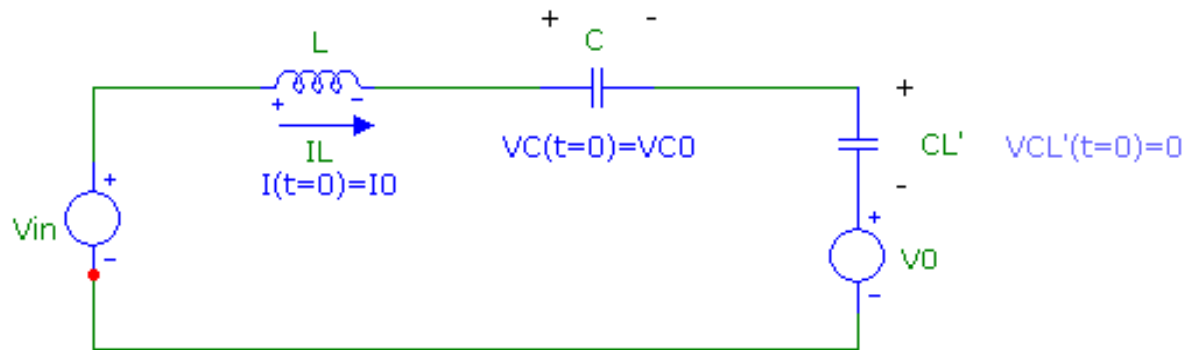 + -
L C
+ - +
VC(t=0)=VC0 CL' VCL'(t=0)=0
IL
I(t=0)=I0
+ - +
Vin V0
- -